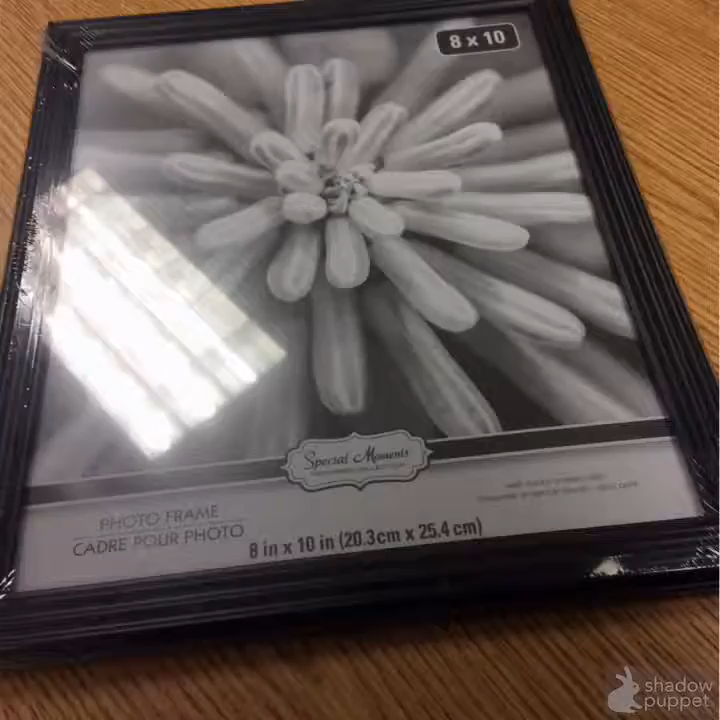 8 x 10
Special Moments
PHOTO FRAME
CADRE POUR PHOTO
8 in x 10 in (20.3cm x 25.4 cm)
shadow
puppet